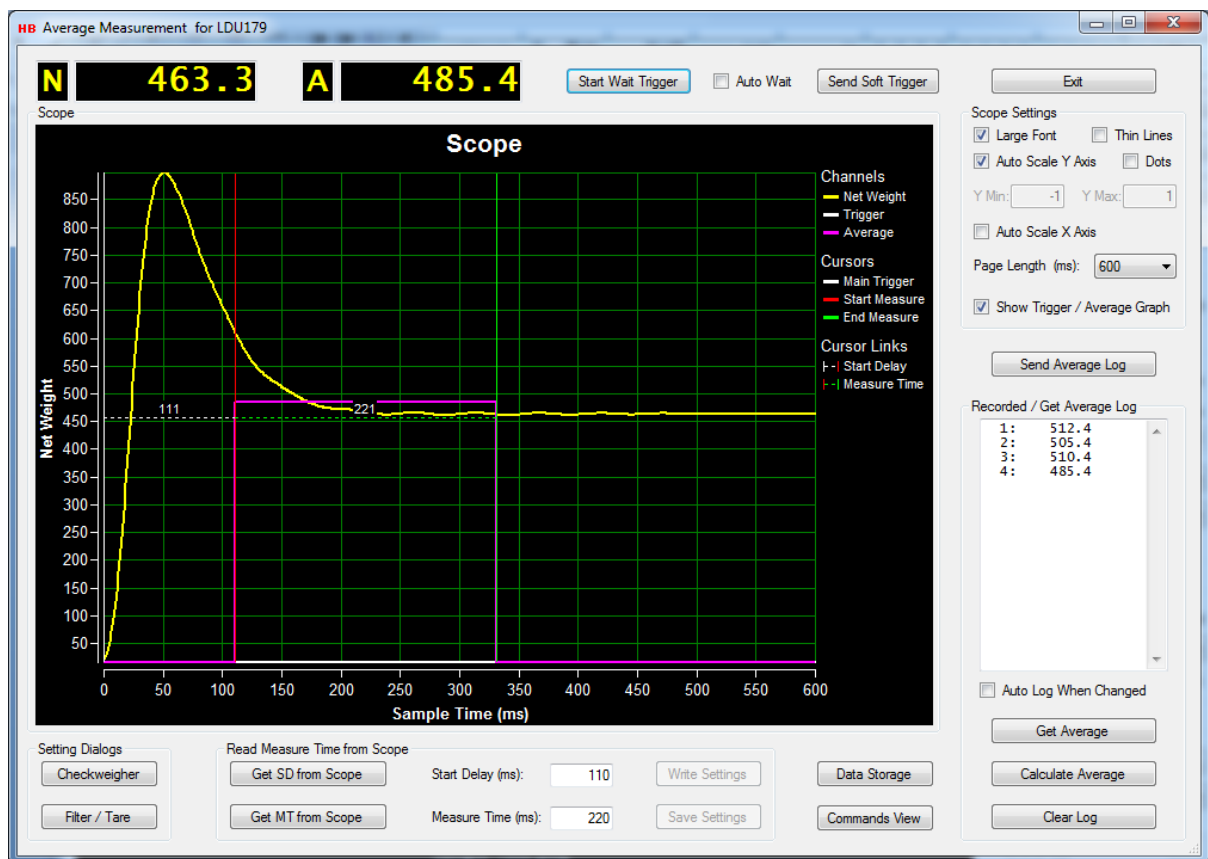 HB Average Measurement for LDU179
N 463.3 A 485.4 Start Wait Trigger Auto Wait Send Soft Trigger Exit
Scope
Scope
850
800
750
700
650
600
550
500
450
400
350
300
250
200
150
100
50
Net Weight
111
221
0 50 100 150 200 250 300 350 400 450 500 550 600
Sample Time (ms)
Channels
Net Weight
Trigger
Average
Cursors
Main Trigger
Start Measure
End Measure
Cursor Links
Start Delay
Measure Time
Scope Settings
Large Font Thin Lines
Auto Scale Y Axis Dots
Y Min: -1 Y Max: 1
Auto Scale X Axis
Page Length (ms): 600
Show Trigger / Average Graph
Send Average Log
Recorded / Get Average Log
1: 512.4
2: 505.4
3: 510.4
4: 485.4
Auto Log When Changed
Get Average
Calculate Average
Clear Log
Setting Dialogs
Checkweigher
Filter / Tare
Read Measure Time from Scope
Get SD from Scope Start Delay (ms): 110 Write Settings
Get MT from Scope Measure Time (ms): 220 Save Settings
Data Storage
Commands View